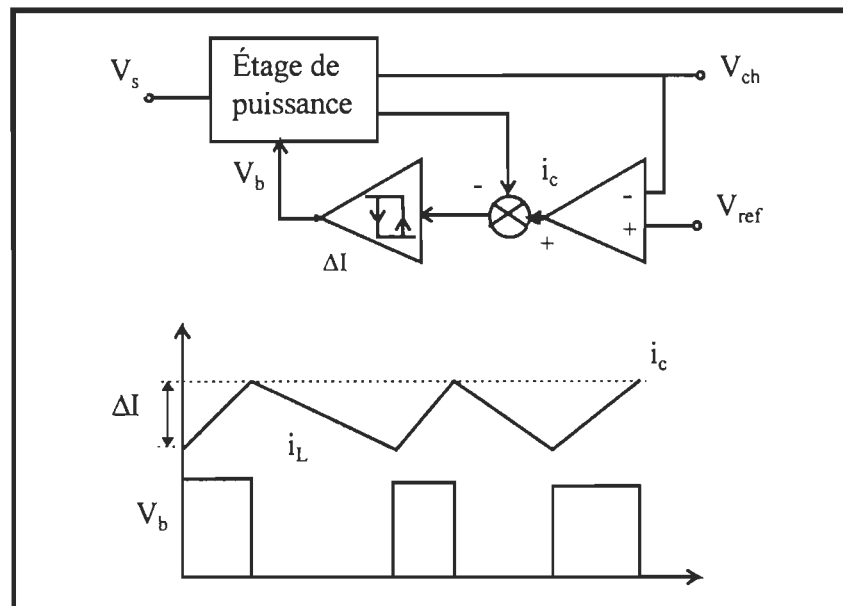 V_s
Étage de
puissance
V_ch
V_b
-
i_c
-
+
+
V_ref
ΔI
i_c
ΔI
i_L
V_b